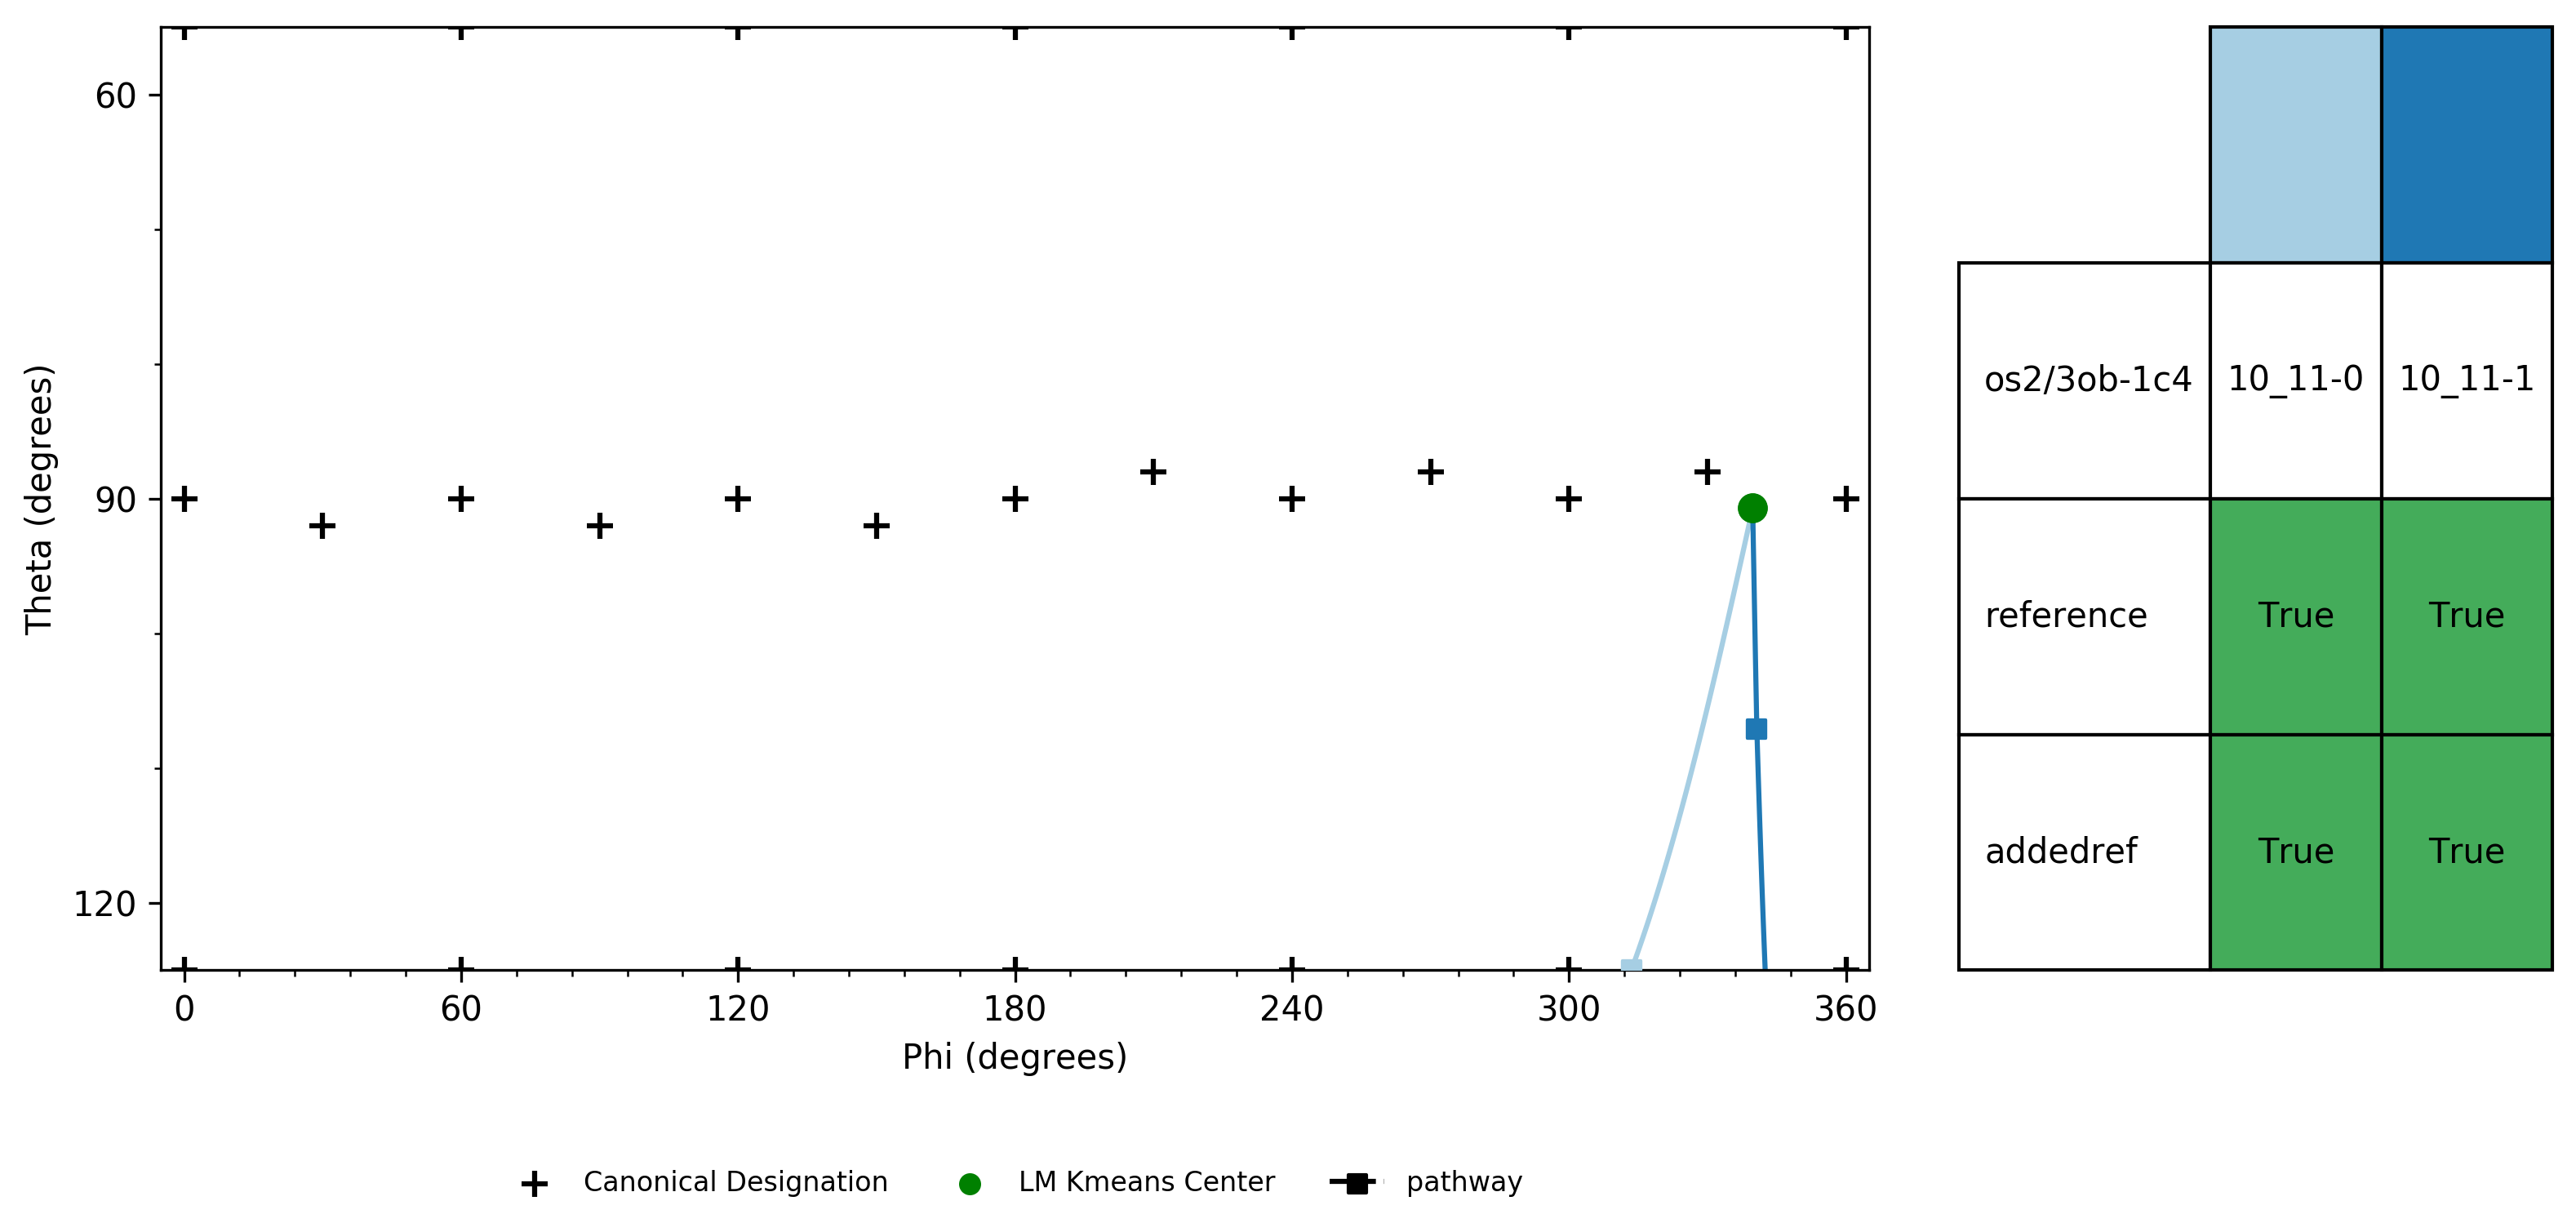 60
90
120
Theta (degrees)
0 60 120 180 240 300 360
Phi (degrees)
Canonical Designation LM Kmeans Center pathway
os2/3ob-1c4 10_11-0 10_11-1
reference True True
addedref True True